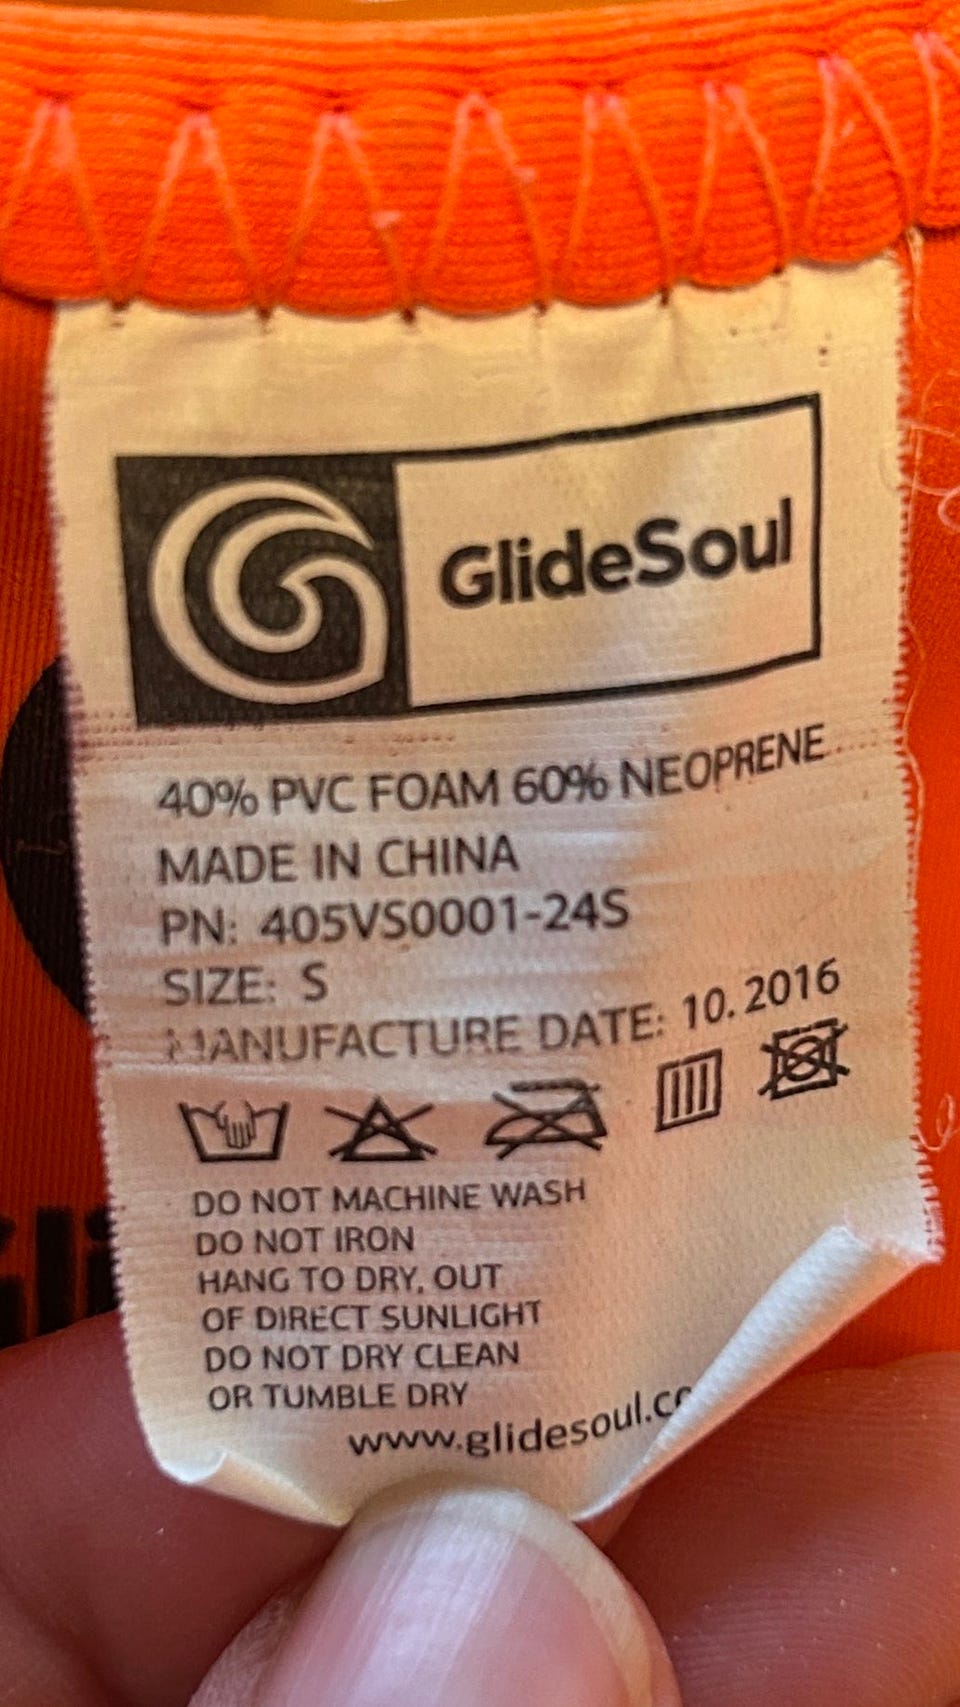 GlideSoul
40% PVC FOAM 60% NEOPRENE
MADE IN CHINA
PN: 405VS0001-24S
SIZE: S
MANUFACTURE DATE: 10.2016
DO NOT MACHINE WASH
DO NOT IRON
HANG TO DRY, OUT
OF DIRECT SUNLIGHT
DO NOT DRY CLEAN
OR TUMBLE DRY